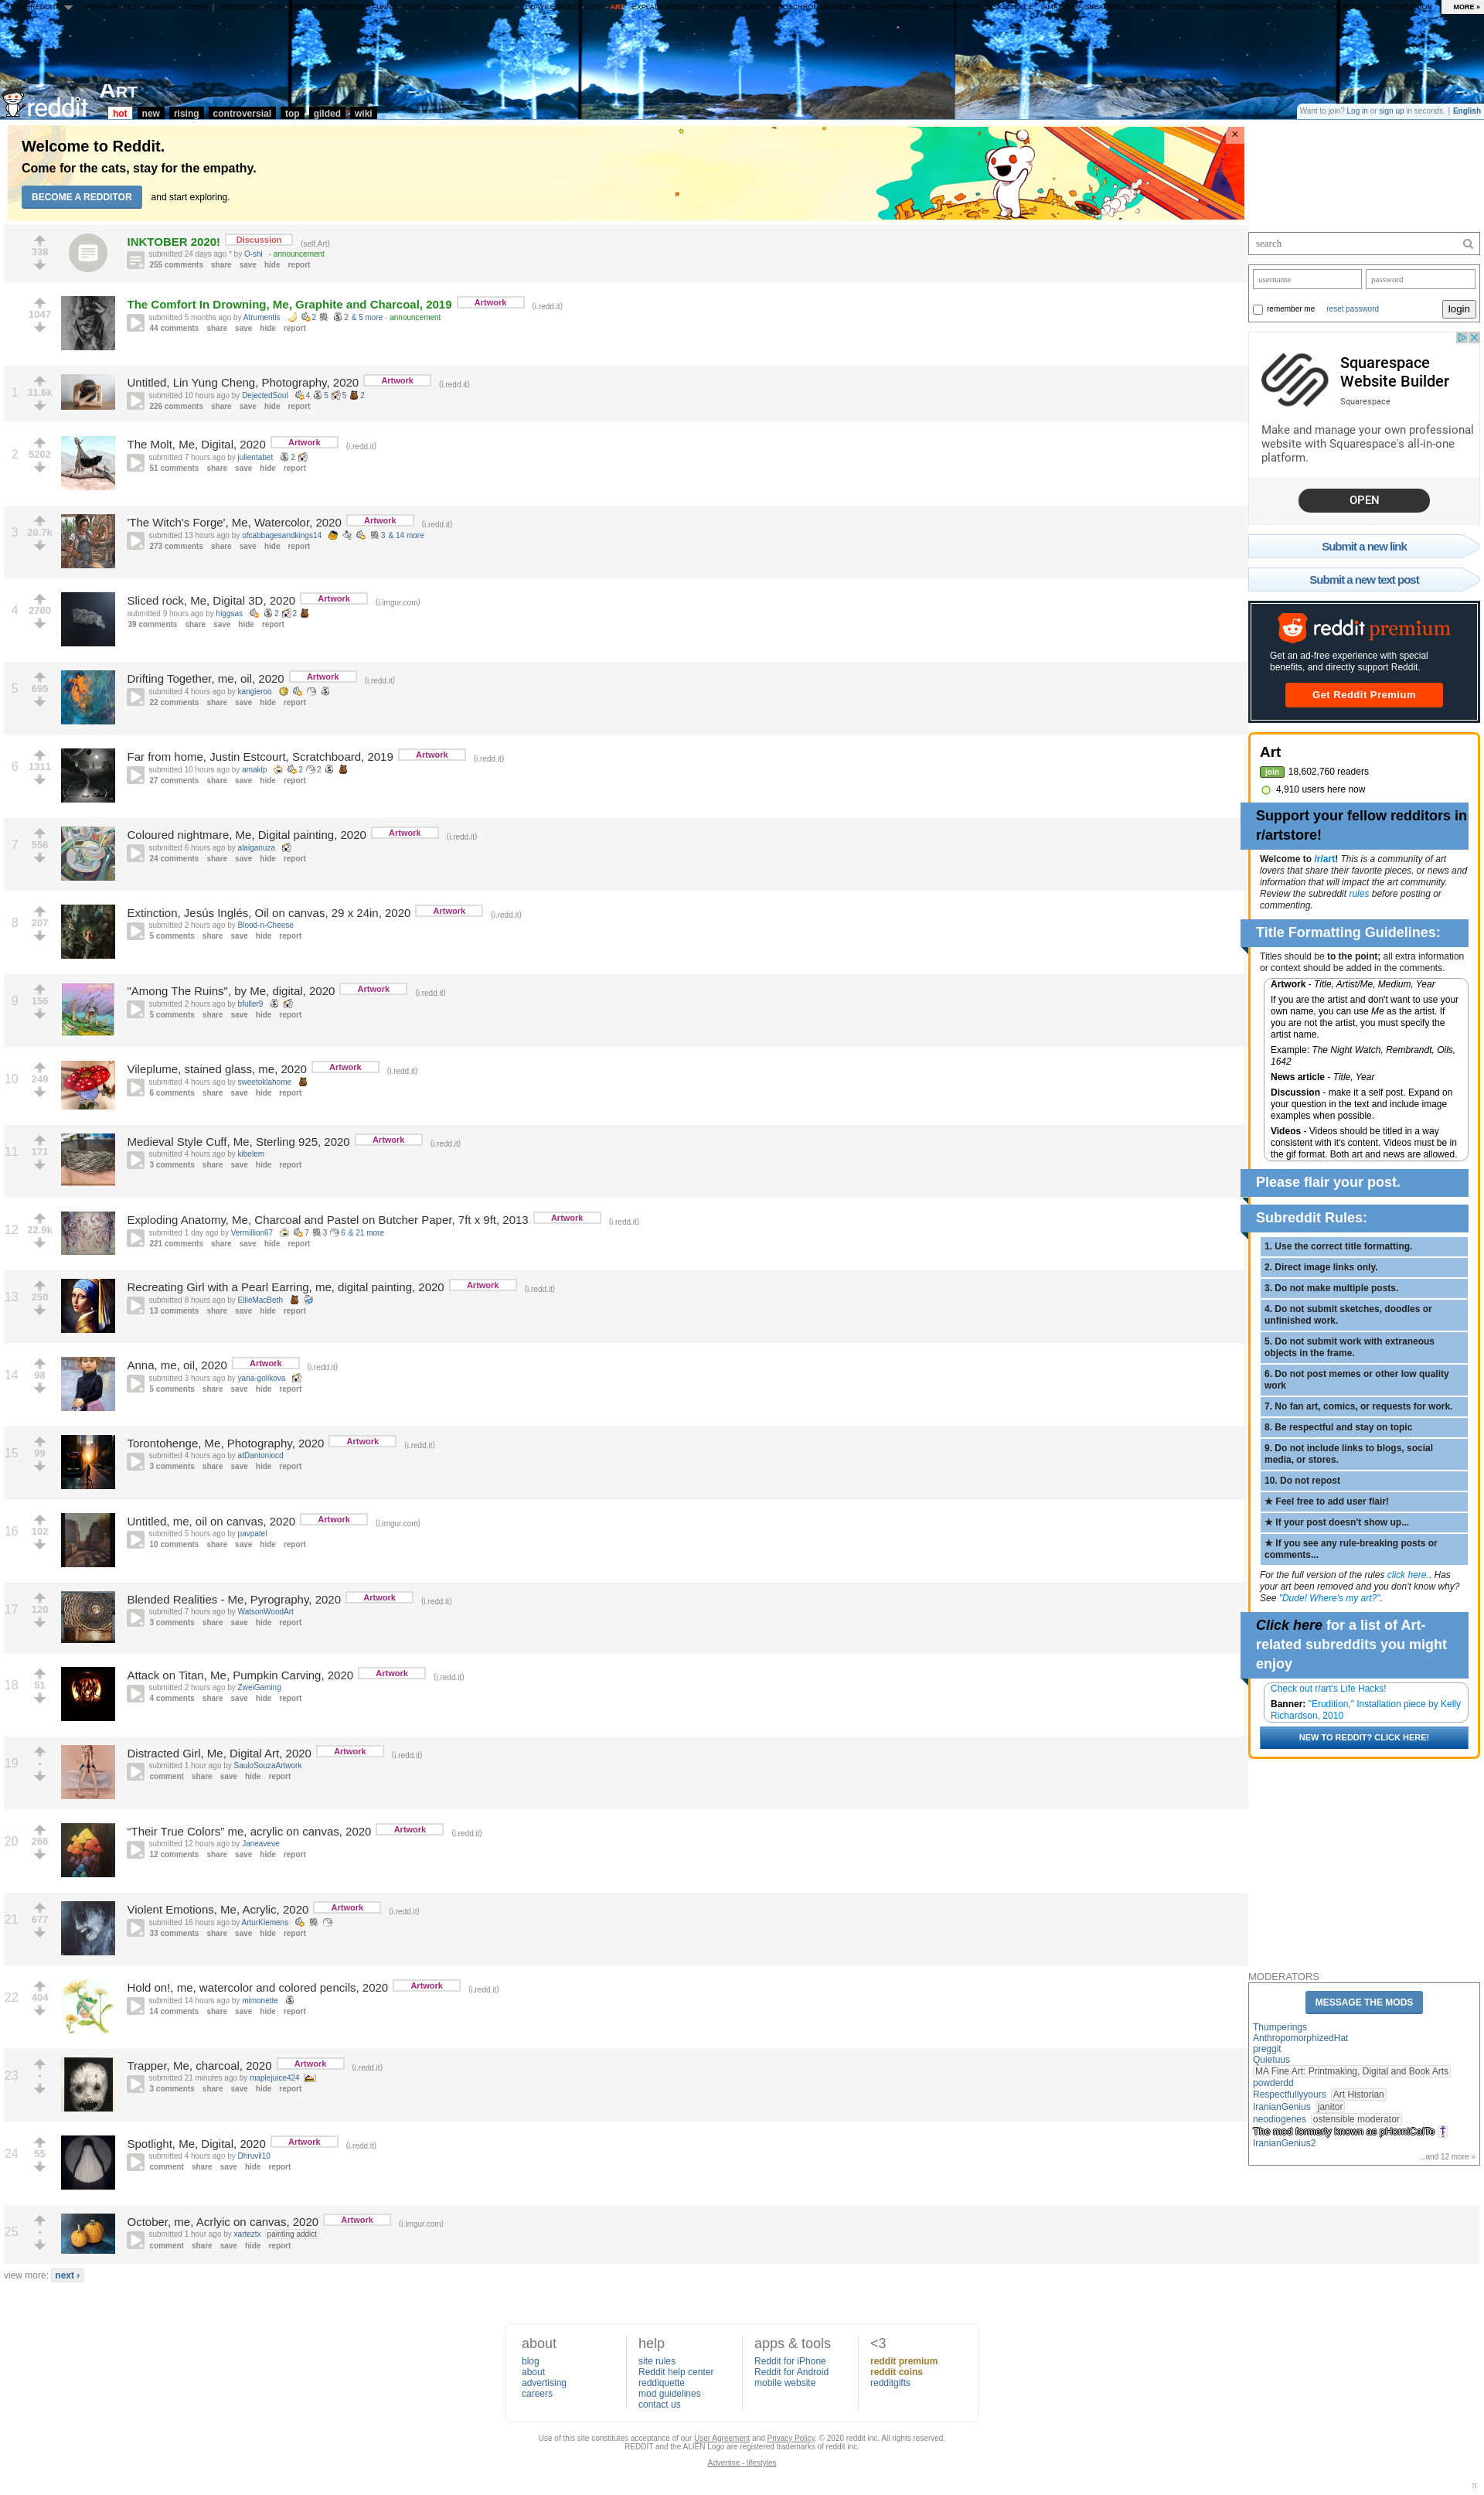 MORE »
ART
reddit
hot new rising controversial top gilded wiki
Want to join? Log in or sign up in seconds. | English
Welcome to Reddit.
Come for the cats, stay for the empathy.
BECOME A REDDITOR and start exploring.
338
INKTOBER 2020! Discussion (self.Art)
submitted 24 days ago * by O-shi - announcement
255 comments share save hide report
1047
The Comfort In Drowning, Me, Graphite and Charcoal, 2019 Artwork (i.redd.it)
submitted 5 months ago by Atrumentis 2 2 & 5 more - announcement
44 comments share save hide report
1 31.6k
Untitled, Lin Yung Cheng, Photography, 2020 Artwork (i.redd.it)
submitted 10 hours ago by DejectedSoul 4 5 5 2
226 comments share save hide report
2 5202
The Molt, Me, Digital, 2020 Artwork (i.redd.it)
submitted 7 hours ago by julientabet 2
51 comments share save hide report
3 20.7k
'The Witch's Forge', Me, Watercolor, 2020 Artwork (i.redd.it)
submitted 13 hours ago by ofcabbagesandkings14 3 & 14 more
273 comments share save hide report
4 2780
Sliced rock, Me, Digital 3D, 2020 Artwork (i.imgur.com)
submitted 9 hours ago by higgsas 2 2
39 comments share save hide report
5 695
Drifting Together, me, oil, 2020 Artwork (i.redd.it)
submitted 4 hours ago by kangieroo
22 comments share save hide report
6 1311
Far from home, Justin Estcourt, Scratchboard, 2019 Artwork (i.redd.it)
submitted 10 hours ago by amaklp 2 2
27 comments share save hide report
7 556
Coloured nightmare, Me, Digital painting, 2020 Artwork (i.redd.it)
submitted 6 hours ago by alaiganuza
24 comments share save hide report
8 207
Extinction, Jesús Inglés, Oil on canvas, 29 x 24in, 2020 Artwork (i.redd.it)
submitted 2 hours ago by Blood-n-Cheese
5 comments share save hide report
9 156
"Among The Ruins", by Me, digital, 2020 Artwork (i.redd.it)
submitted 2 hours ago by bfuller9
5 comments share save hide report
10 249
Vileplume, stained glass, me, 2020 Artwork (i.redd.it)
submitted 4 hours ago by sweetoklahome
6 comments share save hide report
11 171
Medieval Style Cuff, Me, Sterling 925, 2020 Artwork (i.redd.it)
submitted 4 hours ago by kibelem
3 comments share save hide report
12 22.9k
Exploding Anatomy, Me, Charcoal and Pastel on Butcher Paper, 7ft x 9ft, 2013 Artwork (i.redd.it)
submitted 1 day ago by Vermillion67 7 3 6 & 21 more
221 comments share save hide report
13 250
Recreating Girl with a Pearl Earring, me, digital painting, 2020 Artwork (i.redd.it)
submitted 8 hours ago by EllieMacBeth
13 comments share save hide report
14 98
Anna, me, oil, 2020 Artwork (i.redd.it)
submitted 3 hours ago by yana-golikova
5 comments share save hide report
15 99
Torontohenge, Me, Photography, 2020 Artwork (i.redd.it)
submitted 4 hours ago by atDantoniocd
3 comments share save hide report
16 102
Untitled, me, oil on canvas, 2020 Artwork (i.imgur.com)
submitted 5 hours ago by pavpatel
10 comments share save hide report
17 120
Blended Realities - Me, Pyrography, 2020 Artwork (i.redd.it)
submitted 7 hours ago by WatsonWoodArt
3 comments share save hide report
18 51
Attack on Titan, Me, Pumpkin Carving, 2020 Artwork (i.redd.it)
submitted 2 hours ago by ZweiGaming
4 comments share save hide report
19 •
Distracted Girl, Me, Digital Art, 2020 Artwork (i.redd.it)
submitted 1 hour ago by SauloSouzaArtwork
comment share save hide report
20 266
“Their True Colors” me, acrylic on canvas, 2020 Artwork (i.redd.it)
submitted 12 hours ago by Janeaveve
12 comments share save hide report
21 677
Violent Emotions, Me, Acrylic, 2020 Artwork (i.redd.it)
submitted 16 hours ago by ArturKlemens
33 comments share save hide report
22 404
Hold on!, me, watercolor and colored pencils, 2020 Artwork (i.redd.it)
submitted 14 hours ago by mimonette
14 comments share save hide report
23 •
Trapper, Me, charcoal, 2020 Artwork (i.redd.it)
submitted 21 minutes ago by maplejuice424
3 comments share save hide report
24 55
Spotlight, Me, Digital, 2020 Artwork (i.redd.it)
submitted 4 hours ago by Dhruvil10
comment share save hide report
25 •
October, me, Acrlyic on canvas, 2020 Artwork (i.imgur.com)
submitted 1 hour ago by xarteztx painting addict
comment share save hide report
view more: next ›
search
username password
remember me reset password login
Squarespace
Website Builder
Squarespace
Make and manage your own professional
website with Squarespace's all-in-one
platform.
OPEN
Submit a new link
Submit a new text post
reddit premium
Get an ad-free experience with special
benefits, and directly support Reddit.
Get Reddit Premium
Art
join 18,602,760 readers
4,910 users here now
Support your fellow redditors in
r/artstore!
Welcome to /r/art! This is a community of art
lovers that share their favorite pieces, or news and
information that will impact the art community.
Review the subreddit rules before posting or
commenting.
Title Formatting Guidelines:
Titles should be to the point; all extra information
or context should be added in the comments.
Artwork - Title, Artist/Me, Medium, Year
If you are the artist and don't want to use your
own name, you can use Me as the artist. If
you are not the artist, you must specify the
artist name.
Example: The Night Watch, Rembrandt, Oils,
1642
News article - Title, Year
Discussion - make it a self post. Expand on
your question in the text and include image
examples when possible.
Videos - Videos should be titled in a way
consistent with it's content. Videos must be in
the gif format. Both art and news are allowed.
Please flair your post.
Subreddit Rules:
1. Use the correct title formatting.
2. Direct image links only.
3. Do not make multiple posts.
4. Do not submit sketches, doodles or
unfinished work.
5. Do not submit work with extraneous
objects in the frame.
6. Do not post memes or other low quality
work
7. No fan art, comics, or requests for work.
8. Be respectful and stay on topic
9. Do not include links to blogs, social
media, or stores.
10. Do not repost
★ Feel free to add user flair!
★ If your post doesn't show up...
★ If you see any rule-breaking posts or
comments...
For the full version of the rules click here.. Has
your art been removed and you don't know why?
See "Dude! Where's my art?".
Click here for a list of Art-
related subreddits you might
enjoy
Check out r/art's Life Hacks!
Banner: "Erudition," Installation piece by Kelly
Richardson, 2010
NEW TO REDDIT? CLICK HERE!
MODERATORS
MESSAGE THE MODS
Thumperings
AnthropomorphizedHat
preggit
Quietuus
MA Fine Art: Printmaking, Digital and Book Arts
powderdd
Respectfullyyours Art Historian
IranianGenius janitor
neodiogenes ostensible moderator
The mod formerly known as pHorniCaiTe
IranianGenius2
...and 12 more »
about
blog
about
advertising
careers
help
site rules
Reddit help center
reddiquette
mod guidelines
contact us
apps & tools
Reddit for iPhone
Reddit for Android
mobile website
<3
reddit premium
reddit coins
redditgifts
Use of this site constitutes acceptance of our User Agreement and Privacy Policy. © 2020 reddit inc. All rights reserved.
REDDIT and the ALIEN Logo are registered trademarks of reddit inc.
Advertise - lifestyles
π